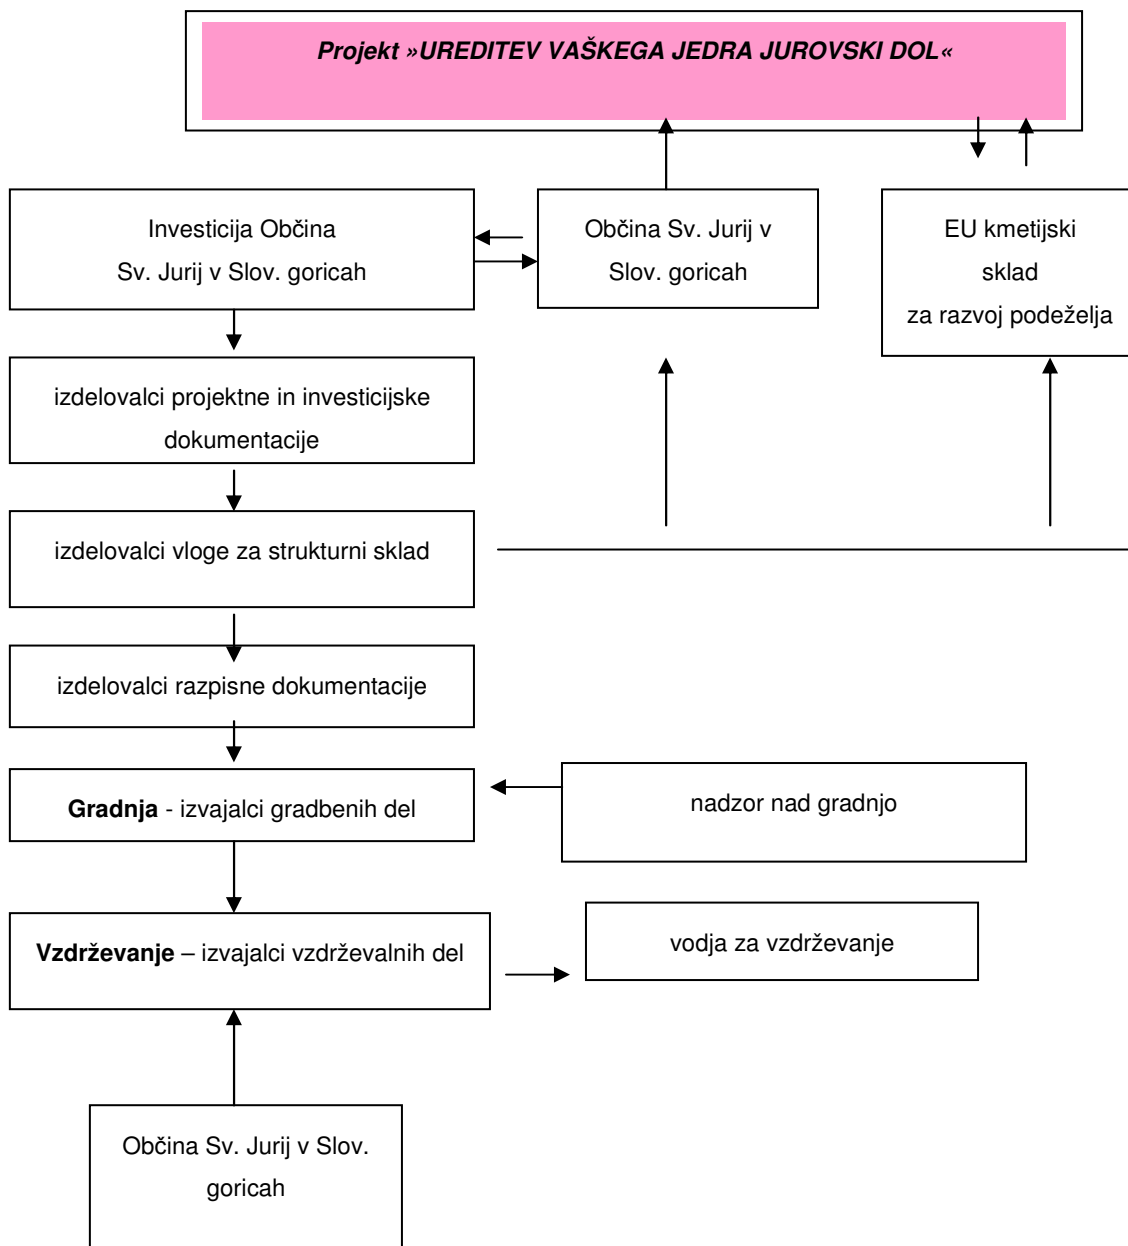 Projekt »UREDITEV VAŠKEGA JEDRA JUROVSKI DOL«
Investicija Občina
Sv. Jurij v Slov. goricah
Občina Sv. Jurij v
Slov. goricah
EU kmetijski
sklad
za razvoj podeželja
izdelovalci projektne in investicijske
dokumentacije
izdelovalci vloge za strukturni sklad
izdelovalci razpisne dokumentacije
Gradnja - izvajalci gradbenih del
nadzor nad gradnjo
Vzdrževanje – izvajalci vzdrževalnih del
vodja za vzdrževanje
Občina Sv. Jurij v Slov.
goricah